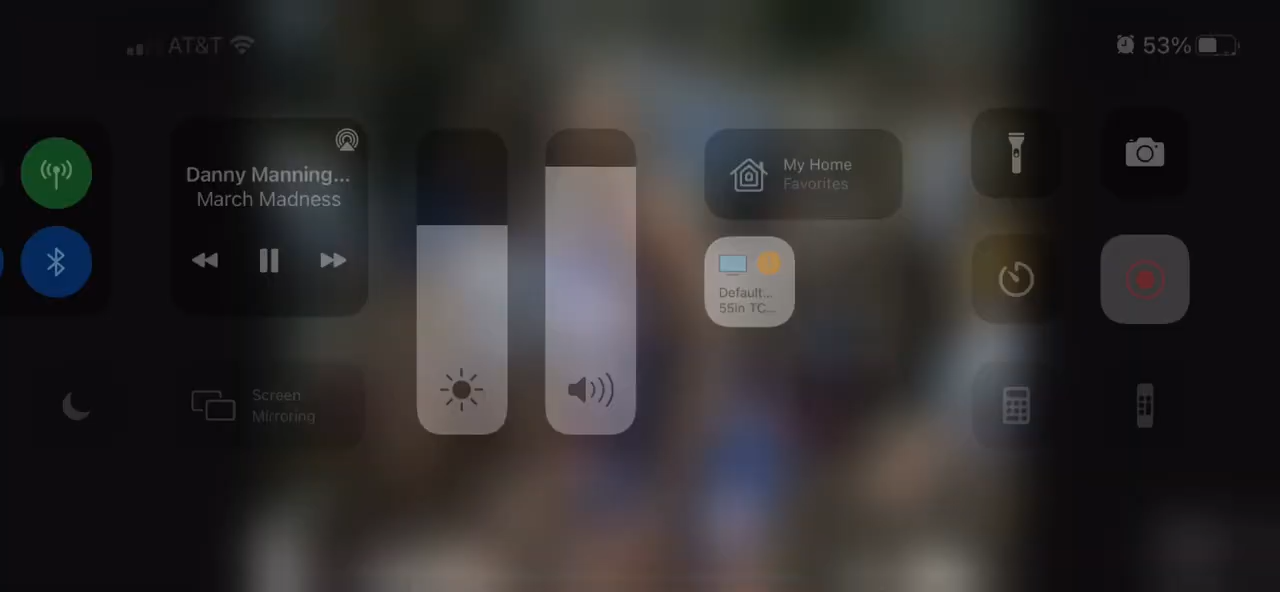 AT&T
53%
Danny Manning...
March Madness
My Home
Favorites
Default...
55in TC...
Screen
Mirroring